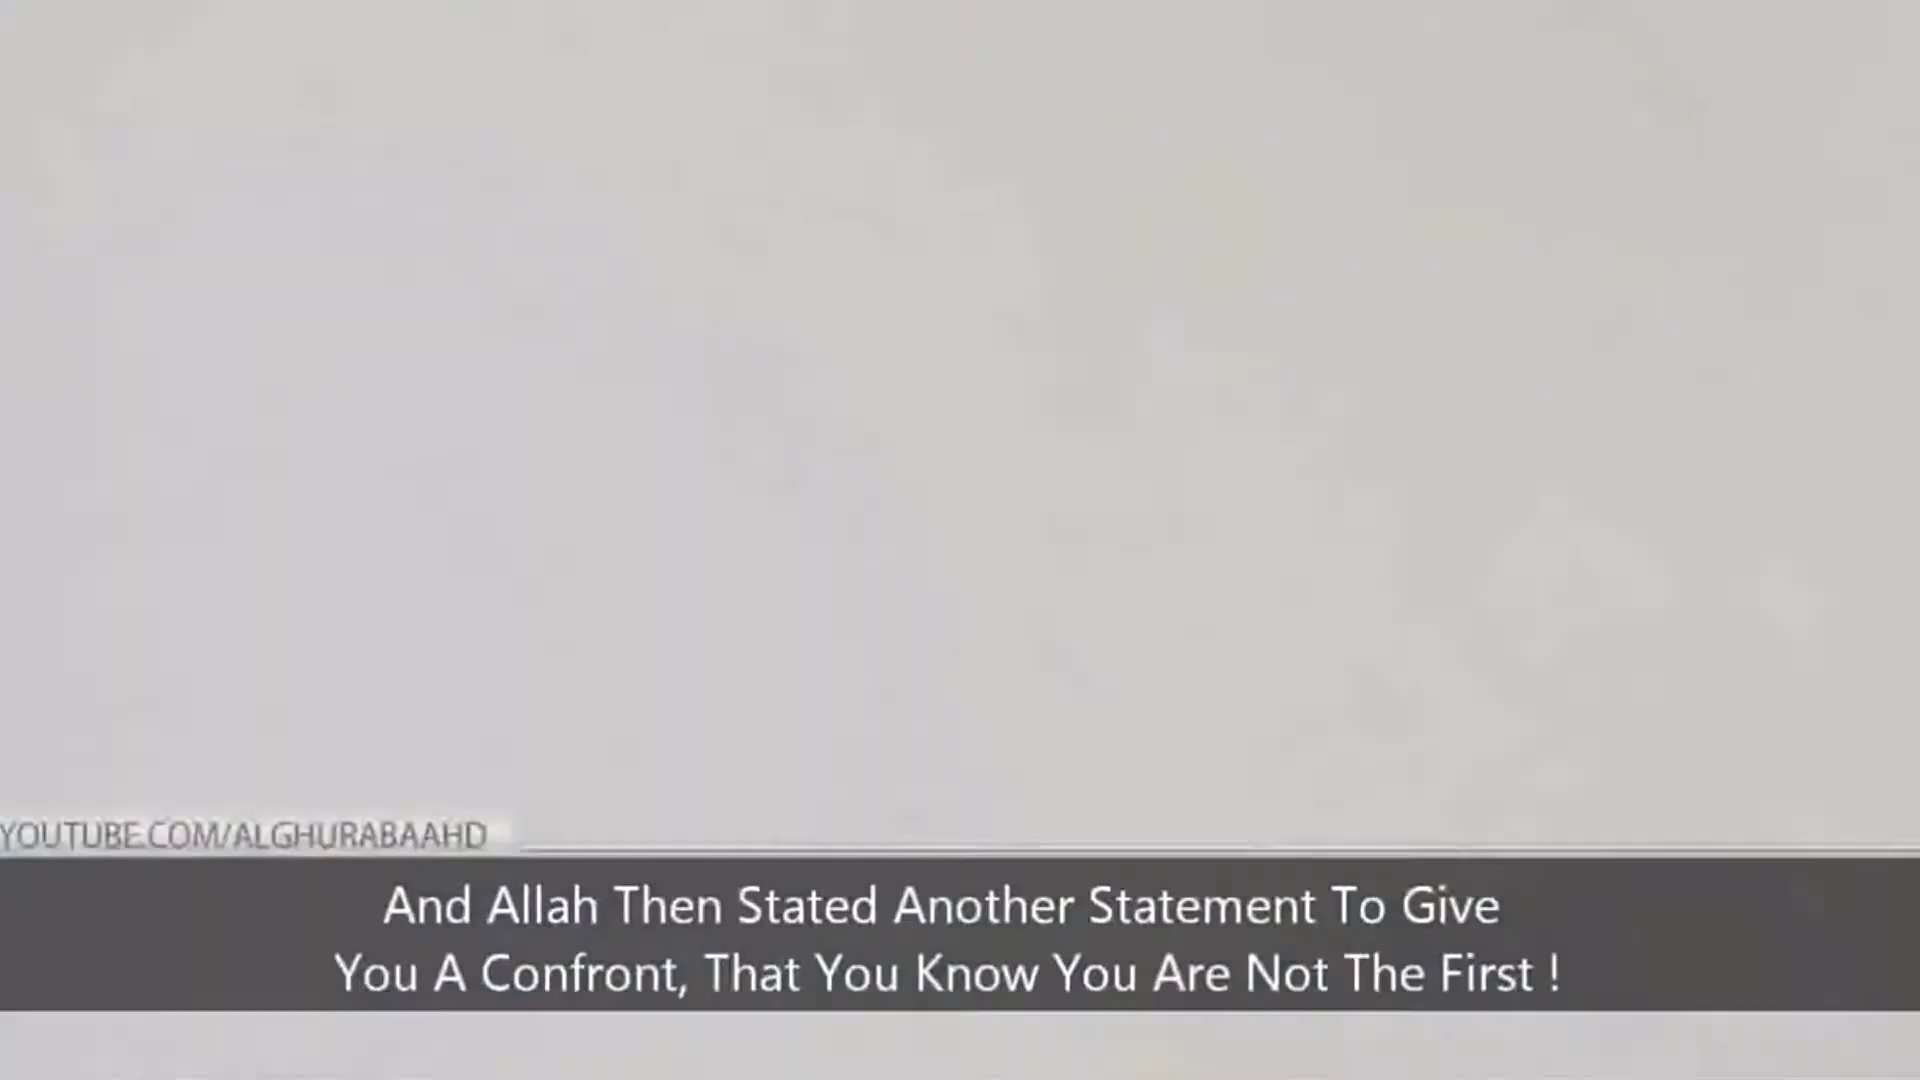 YOUTUBE.COM/ALGHURABAAHD
And Allah Then Stated Another Statement To Give
You A Confront, That You Know You Are Not The First !